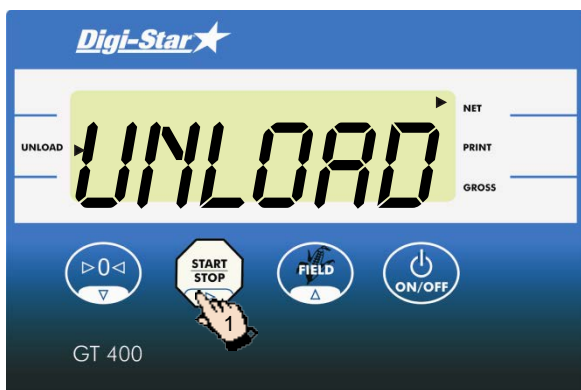 Digi-Star
NET
UNLOAD
UNLOAD
PRINT
GROSS
▷0◁
START
STOP
FIELD
ON/OFF
1
GT 400